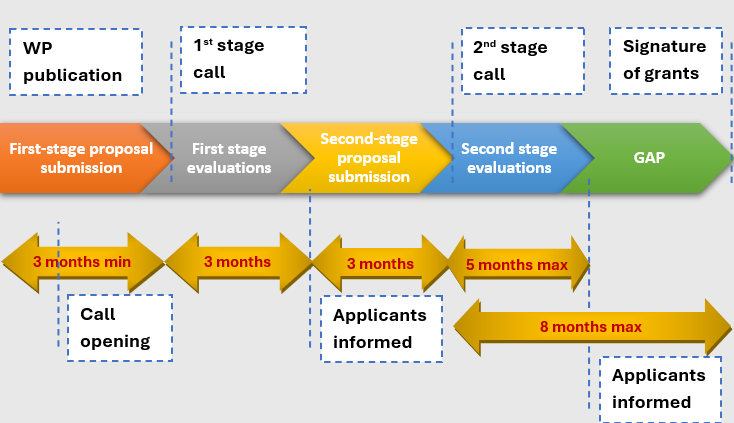 WP
publication
1st stage
call
2nd stage
call
Signature
of grants
First-stage proposal
submission
First stage
evaluations
Second-stage
proposal
submission
Second stage
evaluations
GAP
3 months min
3 months
3 months
5 months max
Call
opening
Applicants
informed
8 months max
Applicants
informed